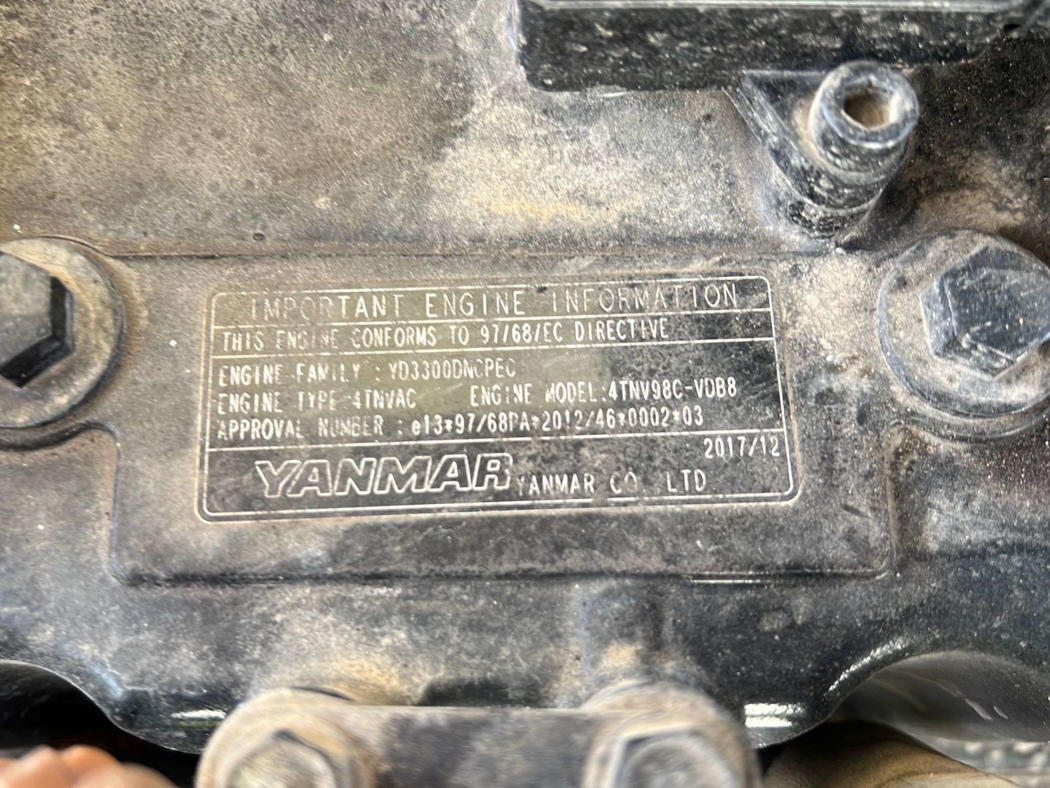 IMPORTANT ENGINE INFORMATION
THIS ENGINE CONFORMS TO 97/68/EC DIRECTIVE
ENGINE FAMILY : YD3300DNCPEC
ENGINE TYPE :4TNVAC ENGINE MODEL:4TNV98C-VDB8
APPROVAL NUMBER : e13*97/68PA*2012/46*0002*03
2017/12
YANMAR YANMAR CO. LTD